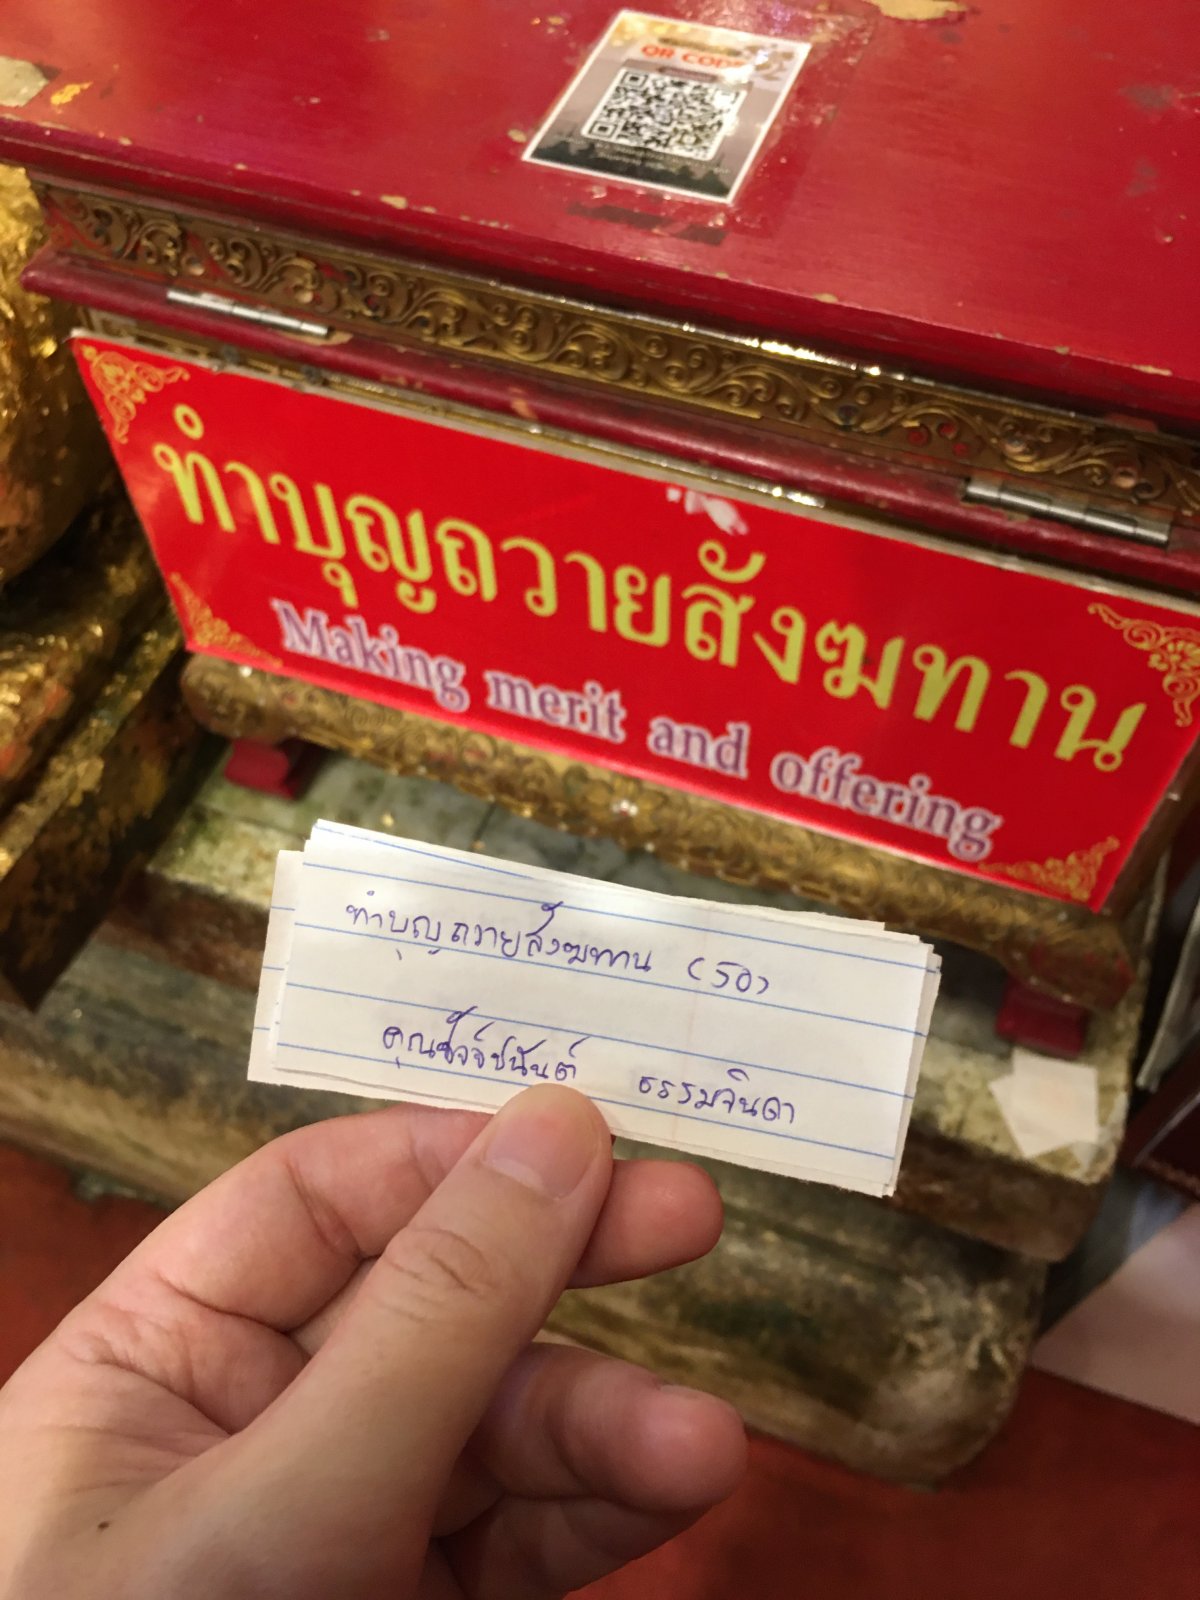 QR CODE
ทำบุญถวายสังฆทาน
Making merit and offering
ทำบุญถวายสังฆทาน (50)
ธรรมจินดา